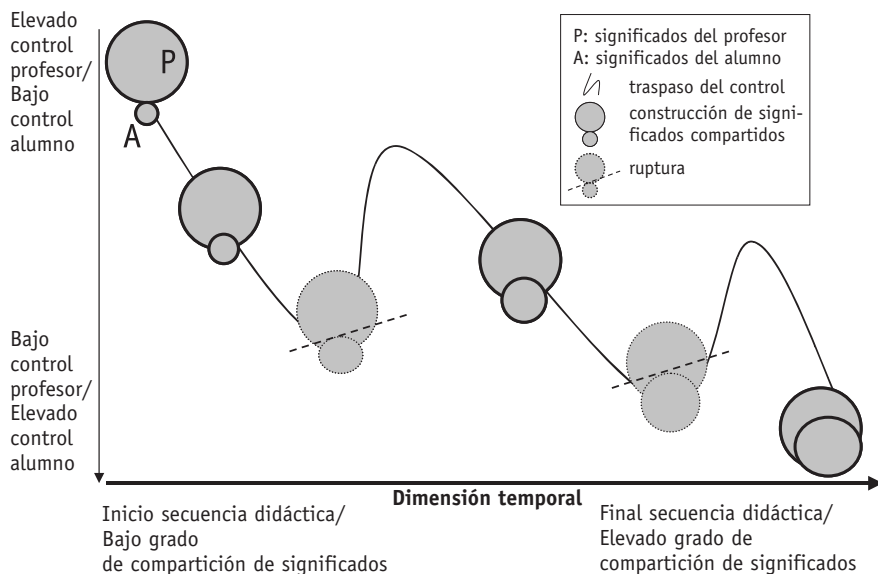 Elevado
control
profesor/
Bajo
control
alumno
P
A
P: significados del profesor
A: significados del alumno
traspaso del control
construcción de signi-
ficados compartidos
ruptura
Bajo
control
profesor/
Elevado
control
alumno
Dimensión temporal
Inicio secuencia didáctica/
Bajo grado
de compartición de significados
Final secuencia didáctica/
Elevado grado de
compartición de significados